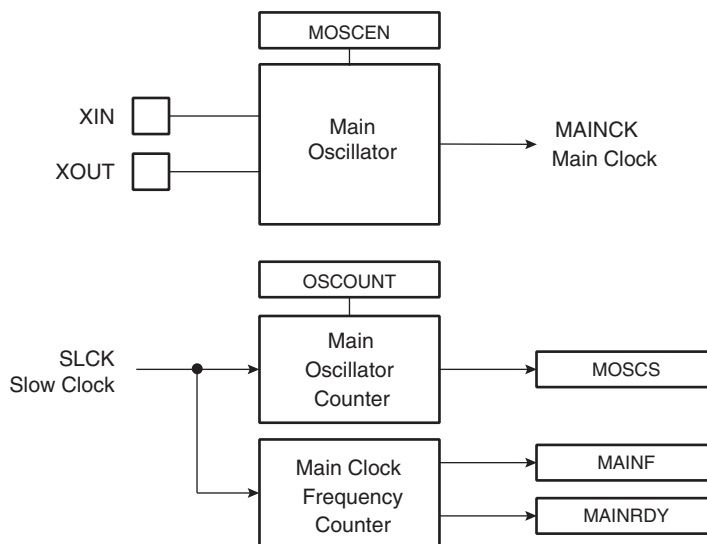 MOSCEN
XIN
XOUT
Main
Oscillator
MAINCK
Main Clock
OSCOUNT
SLCK
Slow Clock
Main
Oscillator
Counter
MOSCS
Main Clock
Frequency
Counter
MAINF
MAINRDY